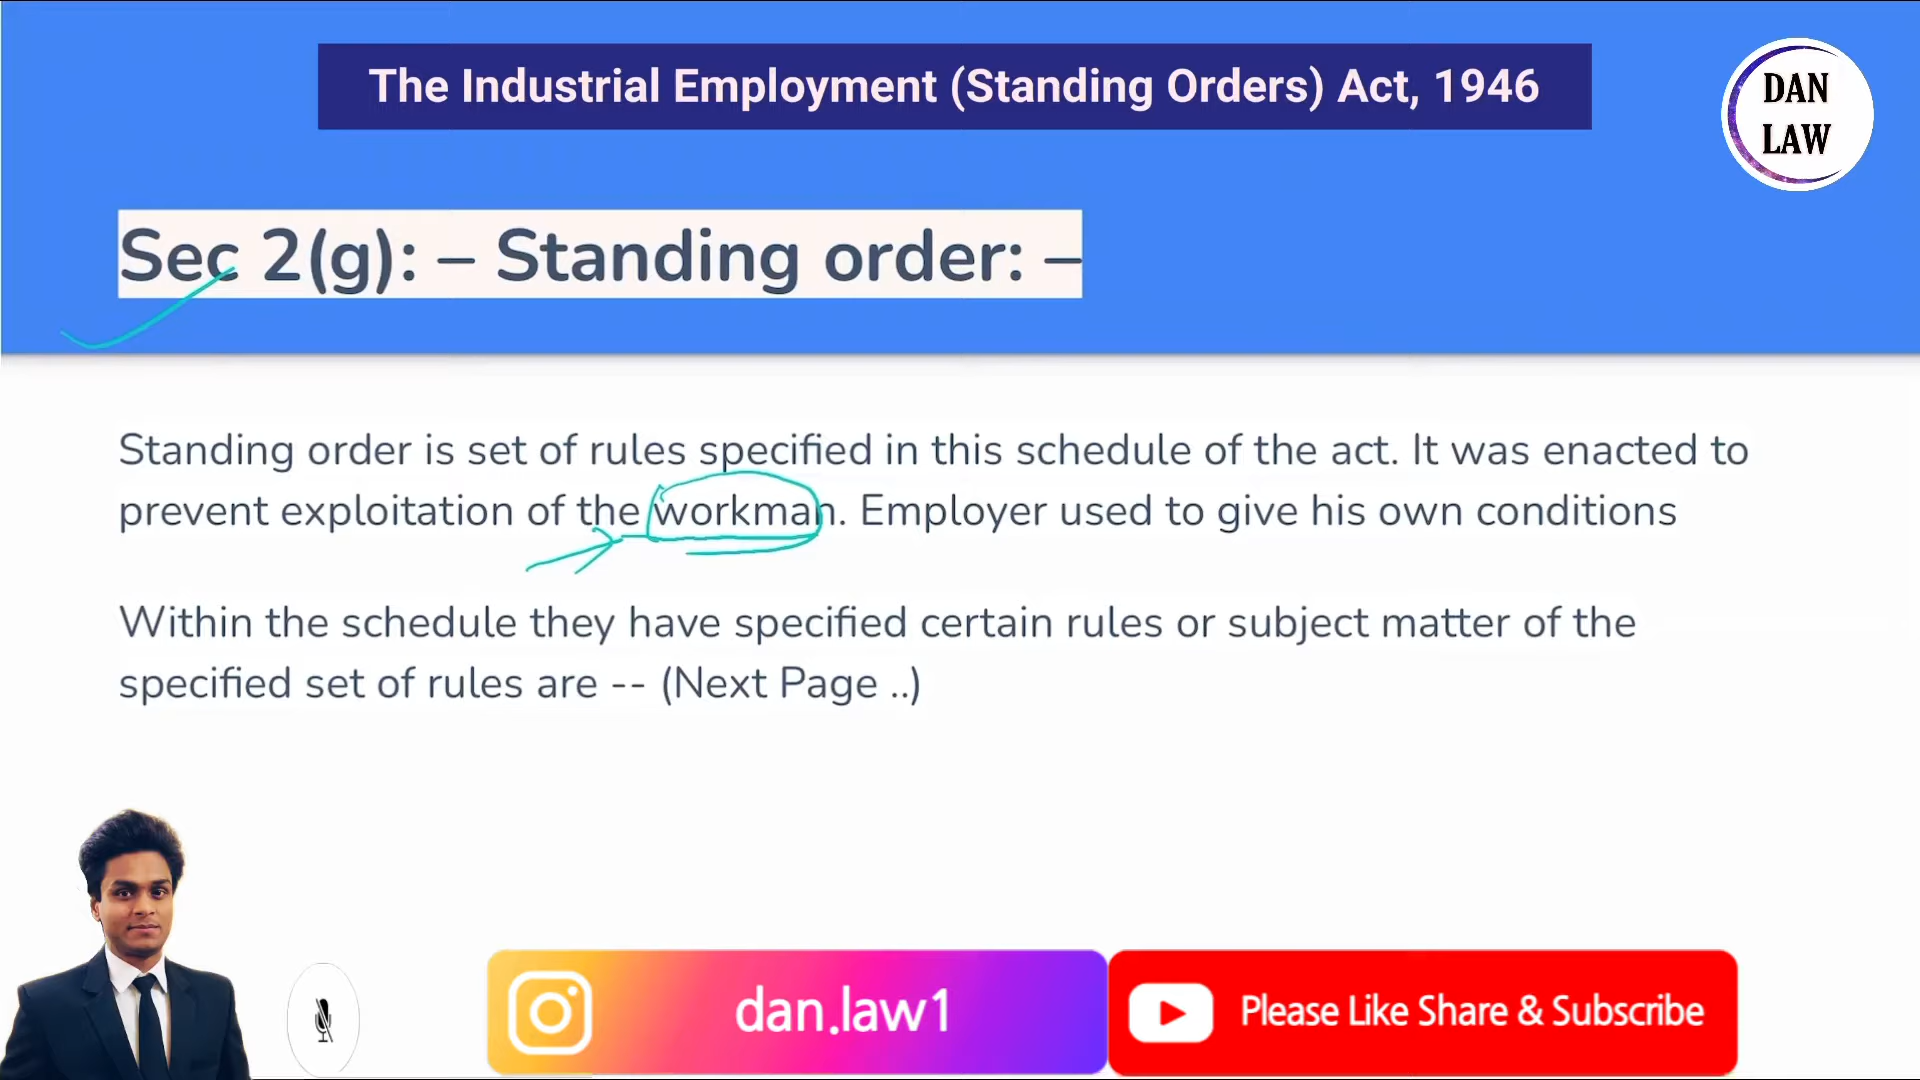 The Industrial Employment (Standing Orders) Act, 1946
DAN
LAW
Sec 2(g): – Standing order: –
Standing order is set of rules specified in this schedule of the act. It was enacted to
prevent exploitation of the workman. Employer used to give his own conditions
Within the schedule they have specified certain rules or subject matter of the
specified set of rules are -- (Next Page ..)
dan.law1
Please Like Share & Subscribe